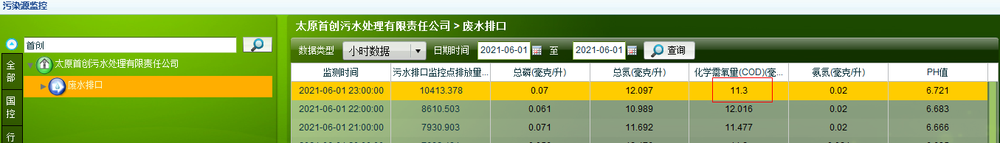 污染源监控
首创
太原首创污水处理有限责任公司
废水排口
全部
国控
行
太原首创污水处理有限责任公司 > 废水排口
数据类型 小时数据 日期时间 2021-06-01 至 2021-06-01 查询
监测时间 污水排口监控点排放量... 总磷(毫克/升) 总氮(毫克/升) 化学需氧量(COD)(毫... 氨氮(毫克/升) PH值
2021-06-01 23:00:00 10413.378 0.07 12.097 11.3 0.02 6.721
2021-06-01 22:00:00 8610.503 0.061 10.989 12.016 0.02 6.683
2021-06-01 21:00:00 7930.903 0.071 11.692 11.477 0.02 6.666